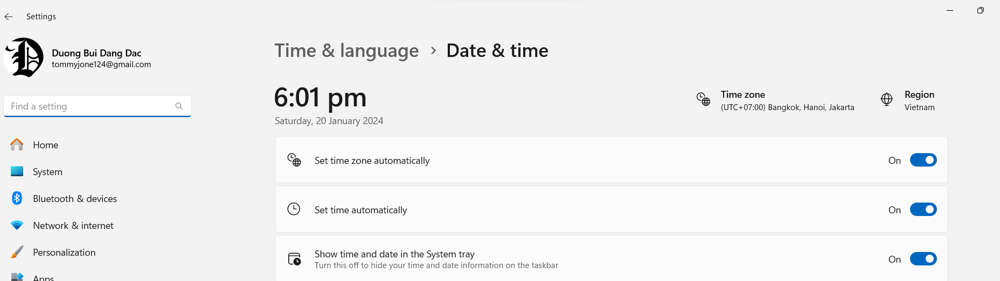 Settings
Duong Bui Dang Dac
tommyjone124@gmail.com
Find a setting
Home
System
Bluetooth & devices
Network & internet
Personalization
Apps
Time & language > Date & time
6:01 pm
Saturday, 20 January 2024
Time zone
(UTC+07:00) Bangkok, Hanoi, Jakarta
Region
Vietnam
Set time zone automatically
On
Set time automatically
On
Show time and date in the System tray
Turn this off to hide your time and date information on the taskbar
On